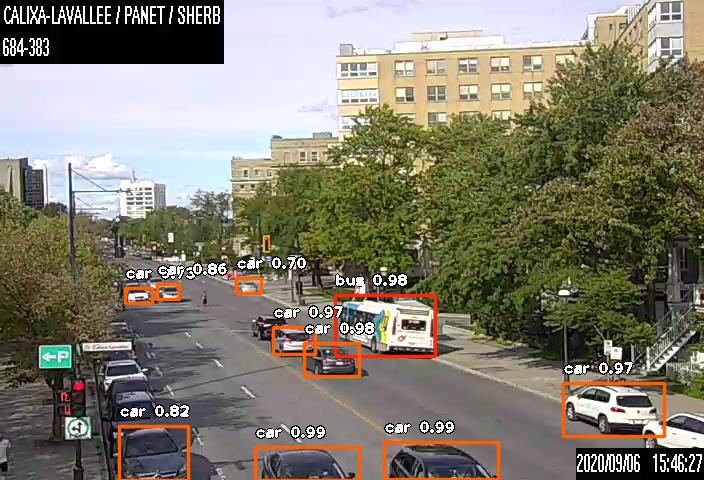 CALIXA-LAVALLEE / PANET / SHERB
684-383
car 0.86
car 0.70
bus 0.98
car 0.97
car 0.98
car 0.97
car 0.82
car 0.99
car 0.99
P
2020/09/06 15:46:27